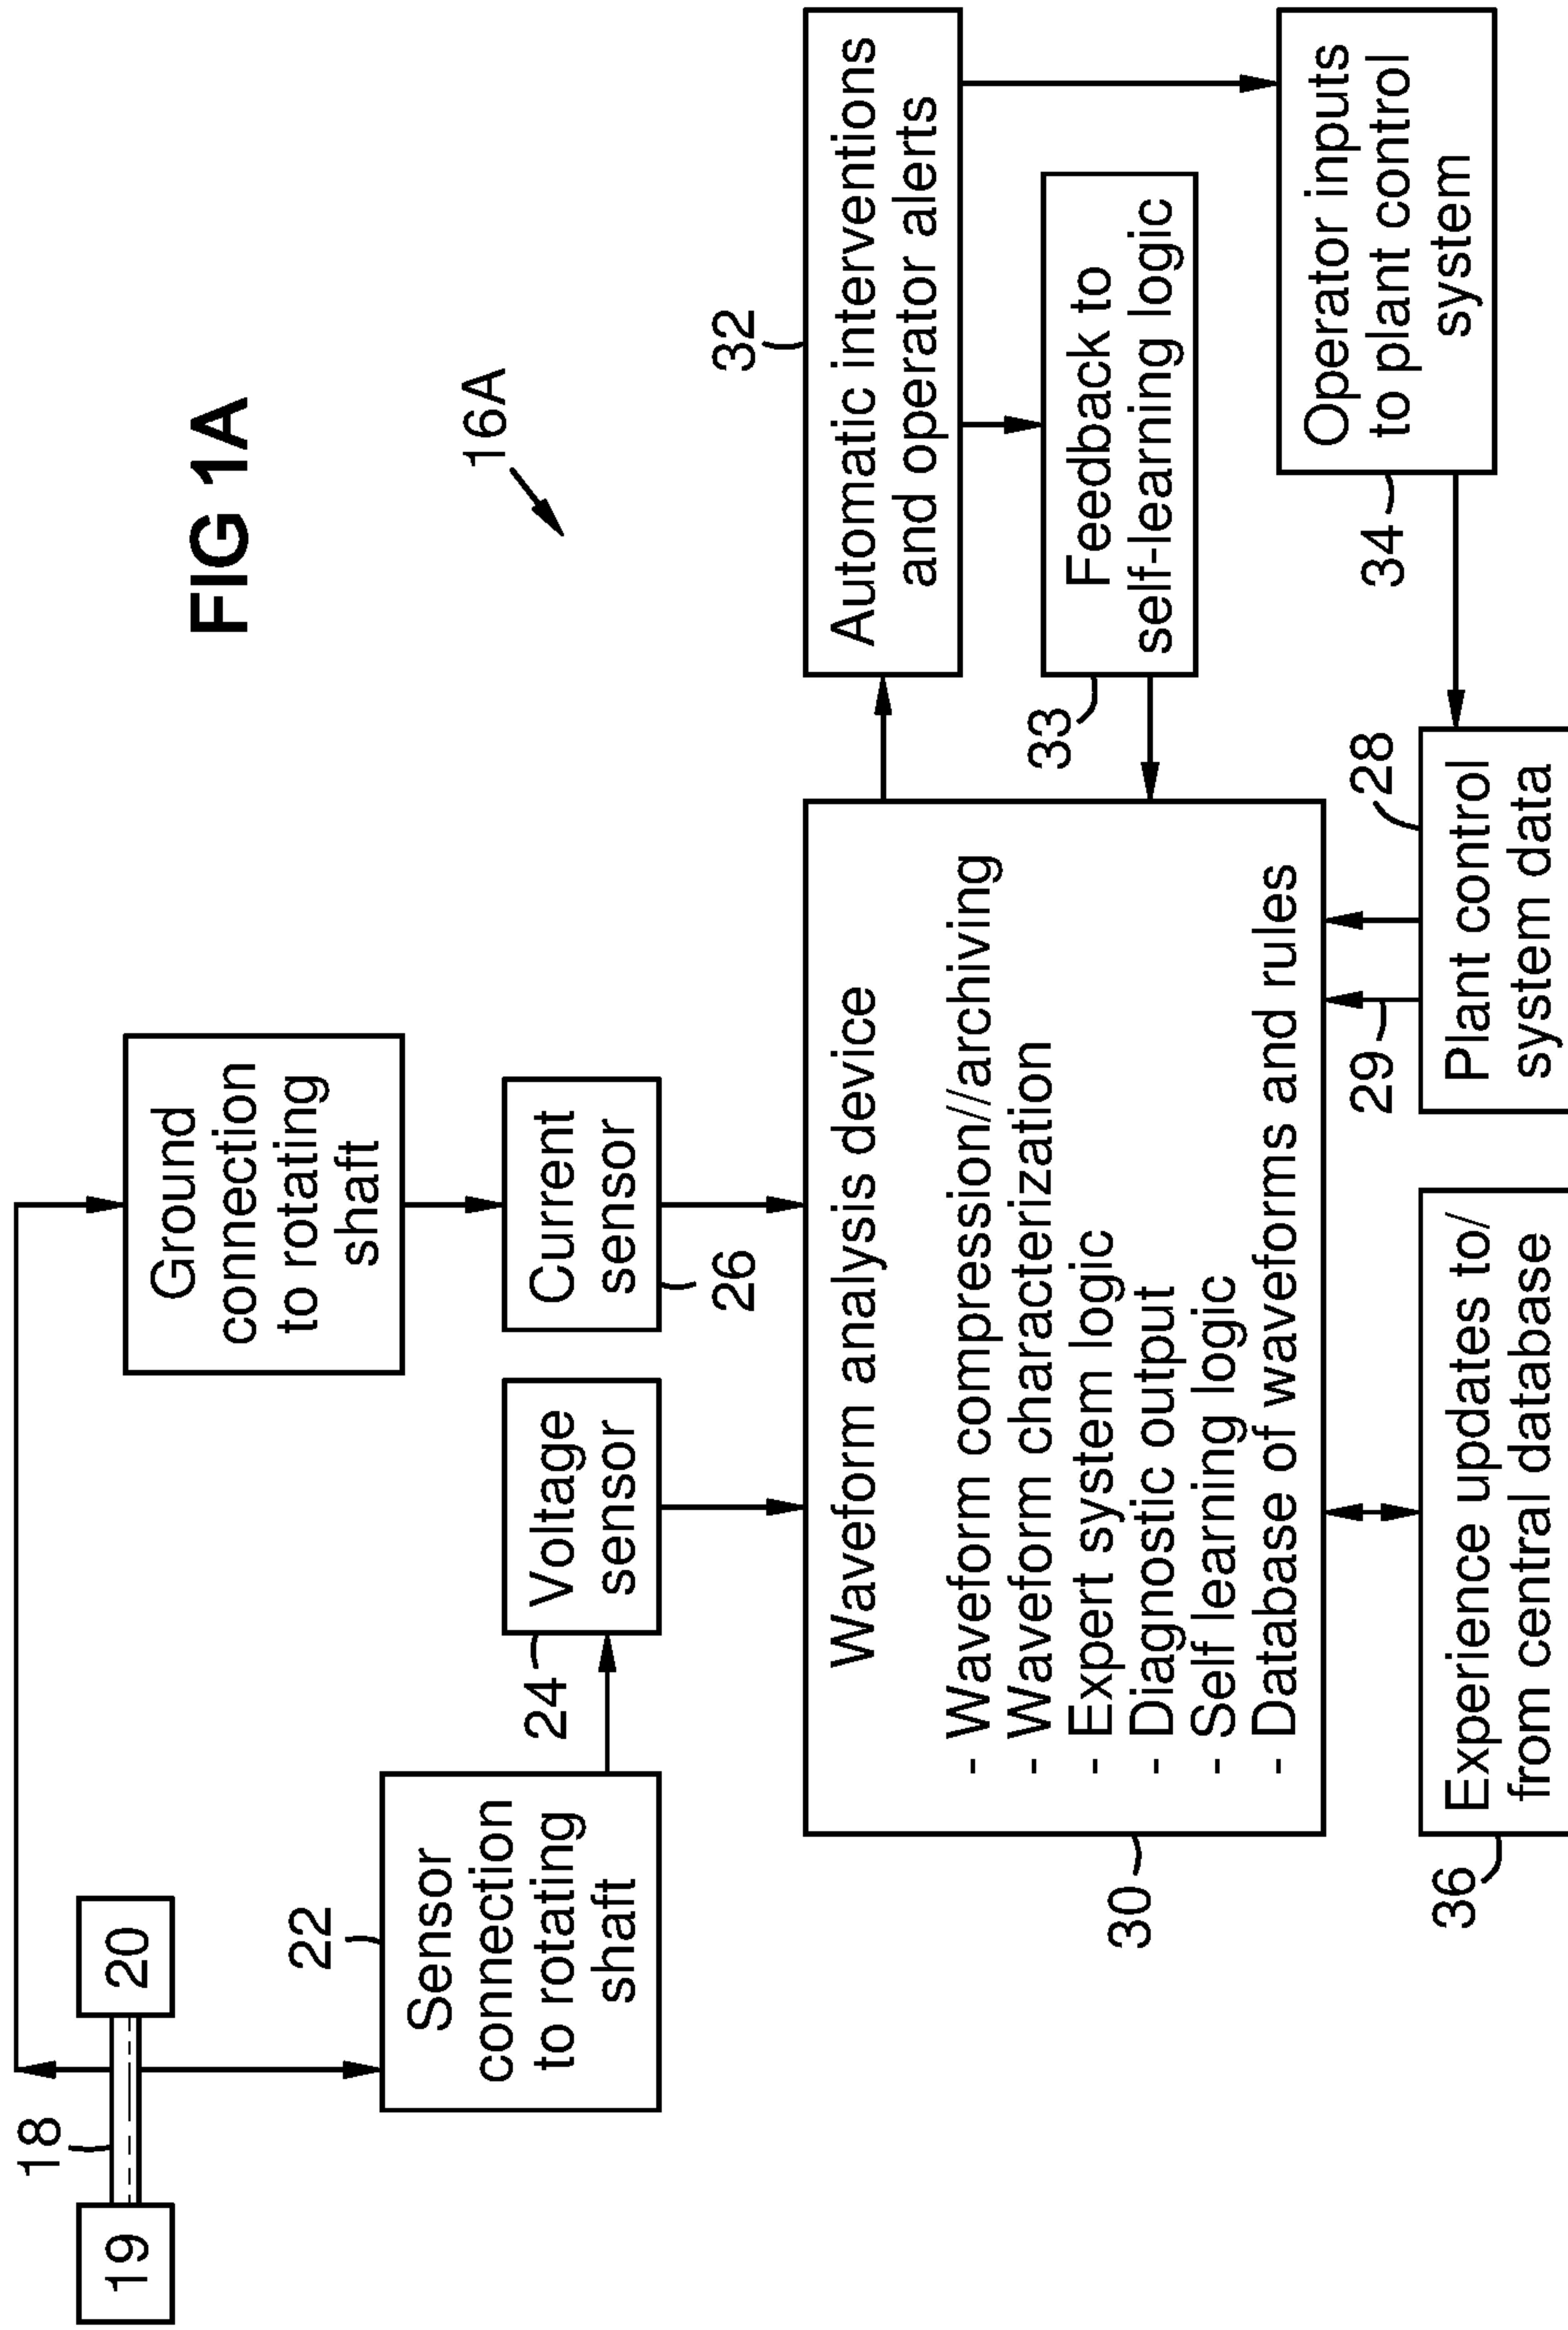 FIG 1A
16A
18
19
20
22
Sensor
connection
to rotating
shaft
24
Voltage
sensor
Ground
connection
to rotating
shaft
Current
sensor
26
Waveform analysis device
- Waveform compression//archiving
- Waveform characterization
- Expert system logic
- Diagnostic output
- Self learning logic
- Database of waveforms and rules
30
32
Automatic interventions
and operator alerts
33
Feedback to
self-learning logic
34
Operator inputs
to plant control
system
28
29
Plant control
system data
36
Experience updates to/
from central database